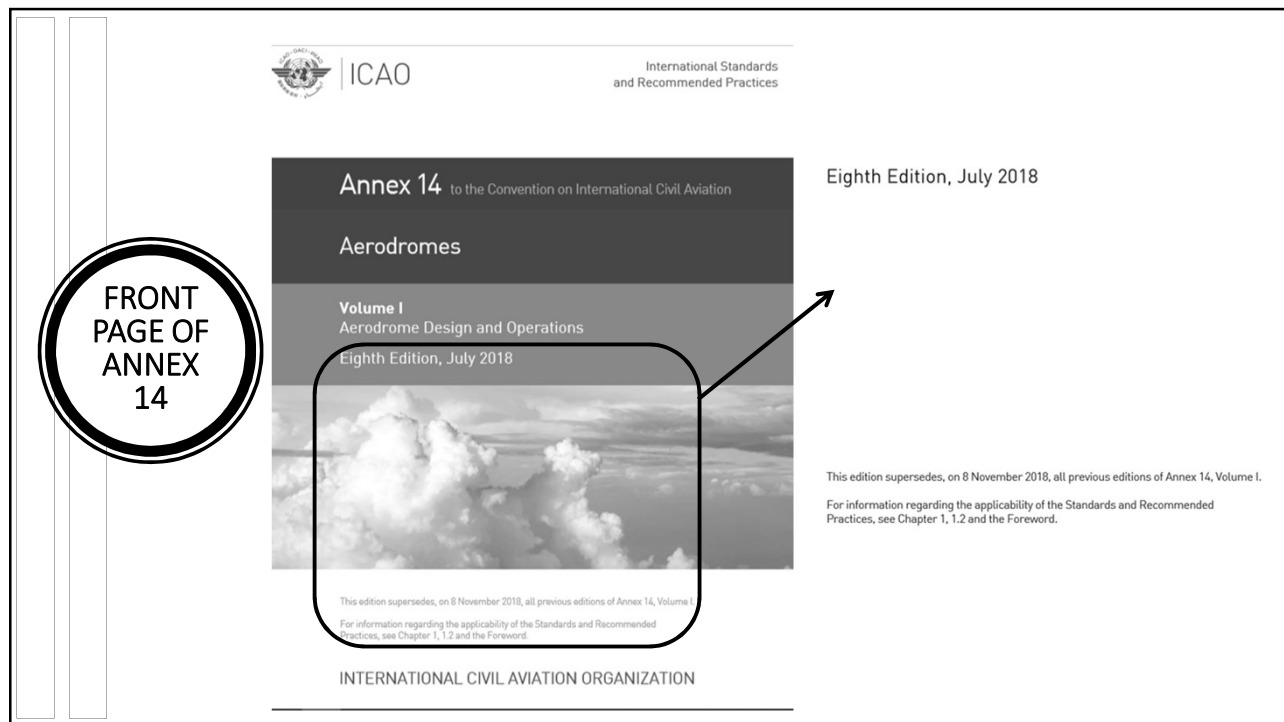 FRONT
PAGE OF
ANNEX
14
ICAO
International Standards
and Recommended Practices
Annex 14 to the Convention on International Civil Aviation
Aerodromes
Volume I
Aerodrome Design and Operations
Eighth Edition, July 2018
This edition supersedes, on 8 November 2018, all previous editions of Annex 14, Volume I.
For information regarding the applicability of the Standards and Recommended
Practices, see Chapter 1, 1.2 and the Foreword.
INTERNATIONAL CIVIL AVIATION ORGANIZATION
Eighth Edition, July 2018
This edition supersedes, on 8 November 2018, all previous editions of Annex 14, Volume I.
For information regarding the applicability of the Standards and Recommended
Practices, see Chapter 1, 1.2 and the Foreword.